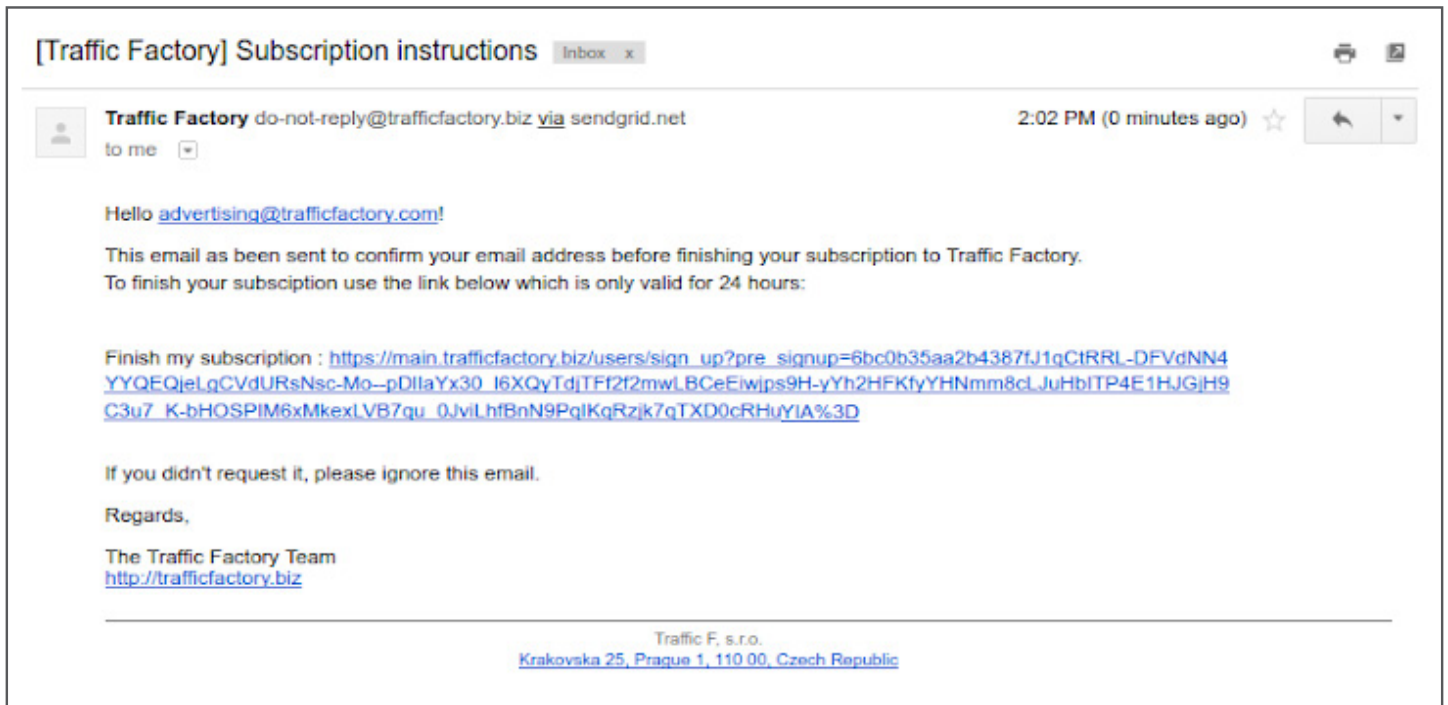 [Traffic Factory] Subscription instructions Inbox x
Traffic Factory do-not-reply@trafficfactory.biz via sendgrid.net 2:02 PM (0 minutes ago)
to me
Hello advertising@trafficfactory.com!
This email as been sent to confirm your email address before finishing your subscription to Traffic Factory.
To finish your subsciption use the link below which is only valid for 24 hours:
Finish my subscription : https://main.trafficfactory.biz/users/sign_up?pre_signup=6bc0b35aa2b4387fJ1qCtRRL-DFVdNN4
YYQEQjeLgCVdURsNsc-Mo--pDIlaYx30_I6XQyTdjTFf2f2mwLBCeEiwjps9H-yYh2HFKfyYHNmm8cLJuHbITP4E1HJGjH9
C3u7_K-bHOSPIM6xMkexLVB7qu_0JviLhfBnN9PqIKqRzjk7qTXD0cRHuYIA%3D
If you didn't request it, please ignore this email.
Regards,
The Traffic Factory Team
http://trafficfactory.biz
Traffic F, s.r.o.
Krakovska 25, Prague 1, 110 00, Czech Republic